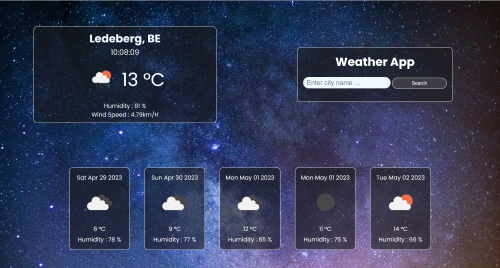 Ledeberg, BE
10:08:09
13 °C
Humidity : 81 %
Wind Speed : 4.79km/H
Weather App
Enter city name ...
Search
Sat Apr 29 2023
8 °C
Humidity : 78 %
Sun Apr 30 2023
9 °C
Humidity : 77 %
Mon May 01 2023
12 °C
Humidity : 65 %
Mon May 01 2023
11 °C
Humidity : 75 %
Tue May 02 2023
14 °C
Humidity : 66 %